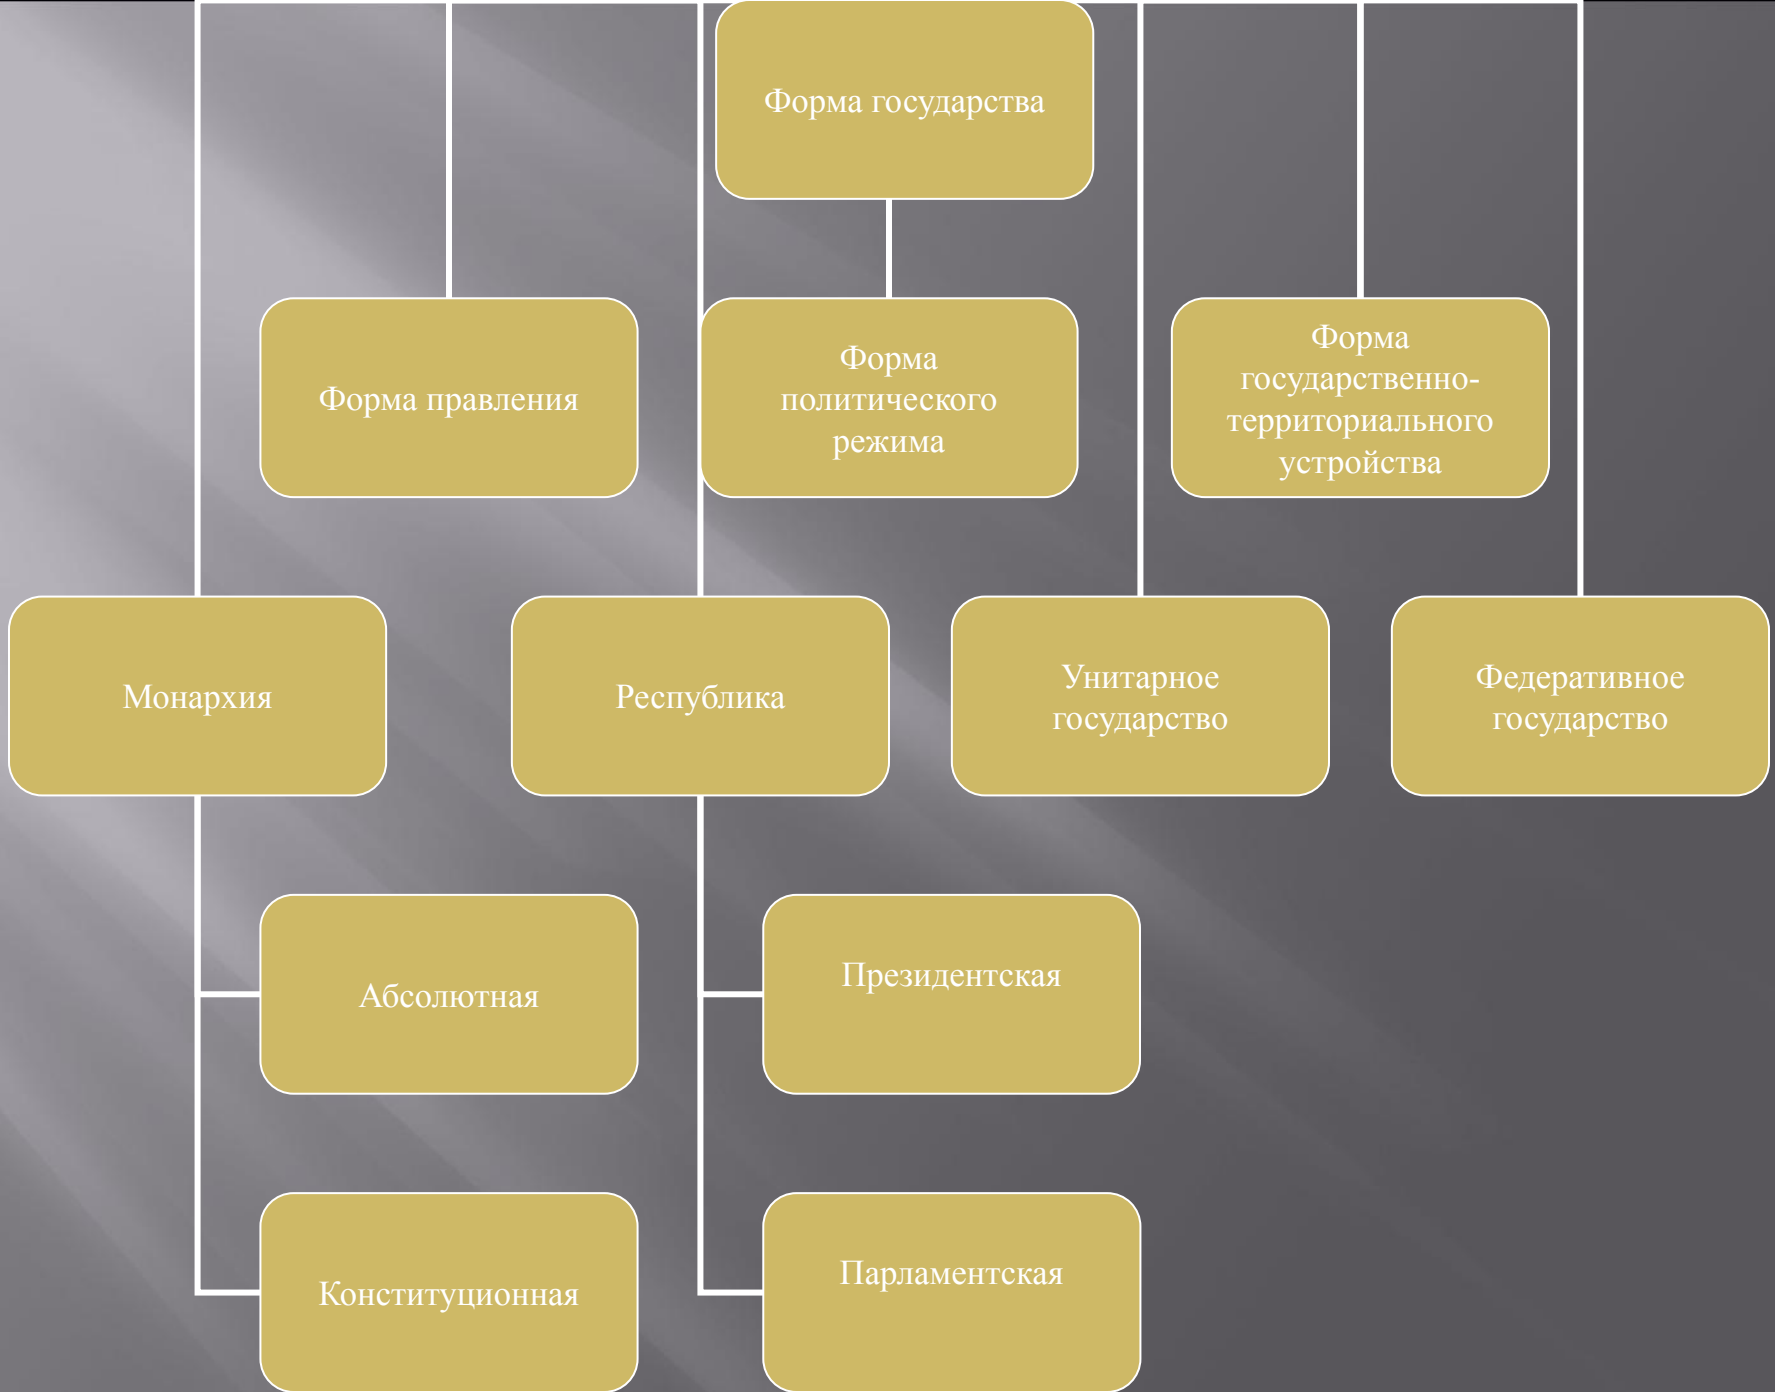 Форма государства
Форма правления
Форма
политического
режима
Форма
государственно-
территориального
устройства
Монархия
Республика
Унитарное
государство
Федеративное
государство
Абсолютная
Президентская
Конституционная
Парламентская